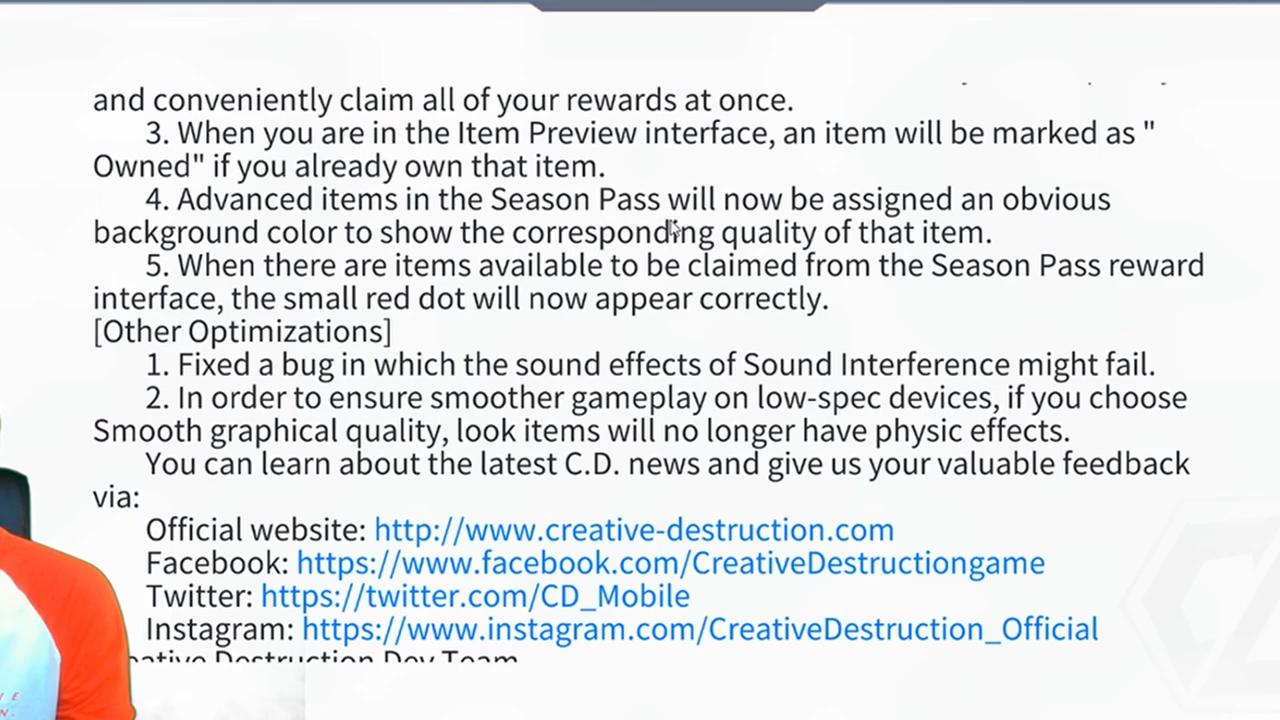 and conveniently claim all of your rewards at once.
3. When you are in the Item Preview interface, an item will be marked as "
Owned" if you already own that item.
4. Advanced items in the Season Pass will now be assigned an obvious
background color to show the corresponding quality of that item.
5. When there are items available to be claimed from the Season Pass reward
interface, the small red dot will now appear correctly.
[Other Optimizations]
1. Fixed a bug in which the sound effects of Sound Interference might fail.
2. In order to ensure smoother gameplay on low-spec devices, if you choose
Smooth graphical quality, look items will no longer have physic effects.
You can learn about the latest C.D. news and give us your valuable feedback
via:
Official website: http://www.creative-destruction.com
Facebook: https://www.facebook.com/CreativeDestructiongame
Twitter: https://twitter.com/CD_Mobile
Instagram: https://www.instagram.com/CreativeDestruction_Official
Destruction Dev Team